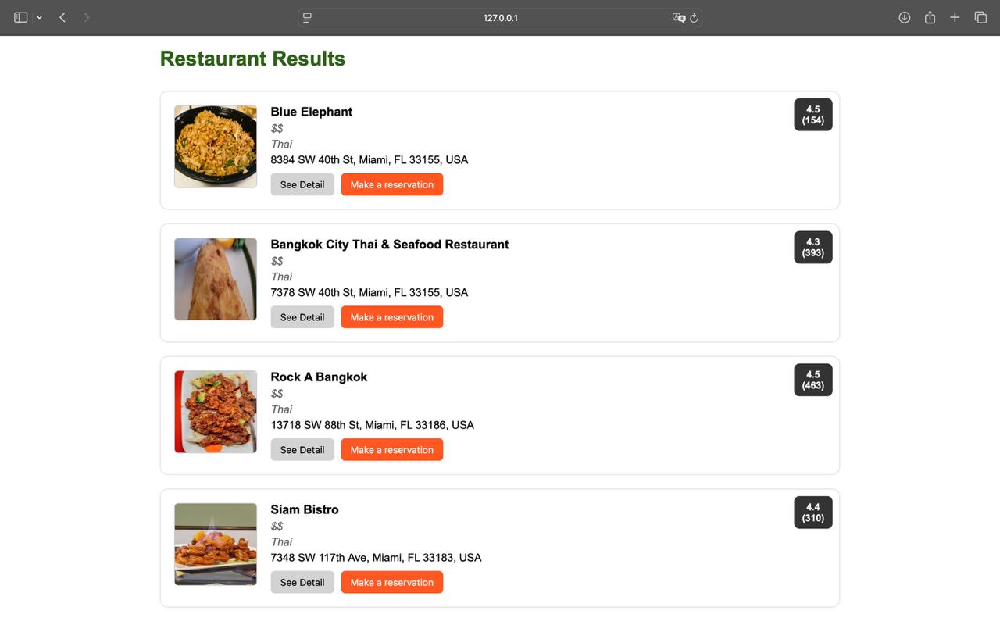 127.0.0.1
Restaurant Results
Blue Elephant
$$
Thai
8384 SW 40th St, Miami, FL 33155, USA
See Detail
Make a reservation
4.5
(154)
Bangkok City Thai & Seafood Restaurant
$$
Thai
7378 SW 40th St, Miami, FL 33155, USA
See Detail
Make a reservation
4.3
(393)
Rock A Bangkok
$$
Thai
13718 SW 88th St, Miami, FL 33186, USA
See Detail
Make a reservation
4.5
(463)
Siam Bistro
$$
Thai
7348 SW 117th Ave, Miami, FL 33183, USA
See Detail
Make a reservation
4.4
(310)